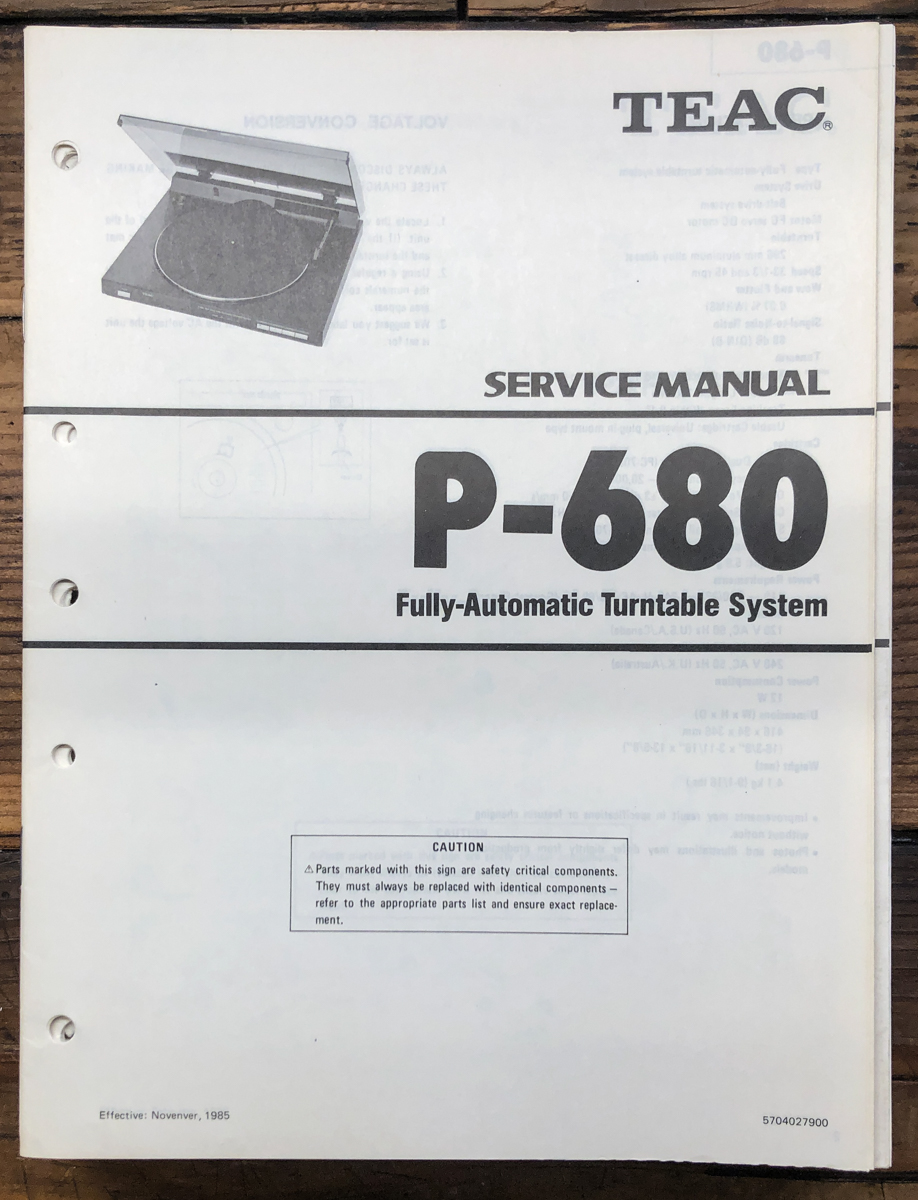 TEAC®
SERVICE MANUAL
P-680
Fully-Automatic Turntable System
CAUTION
⚠Parts marked with this sign are safety critical components.
They must always be replaced with identical components –
refer to the appropriate parts list and ensure exact replace-
ment.
Effective: Novenver, 1985
5704027900